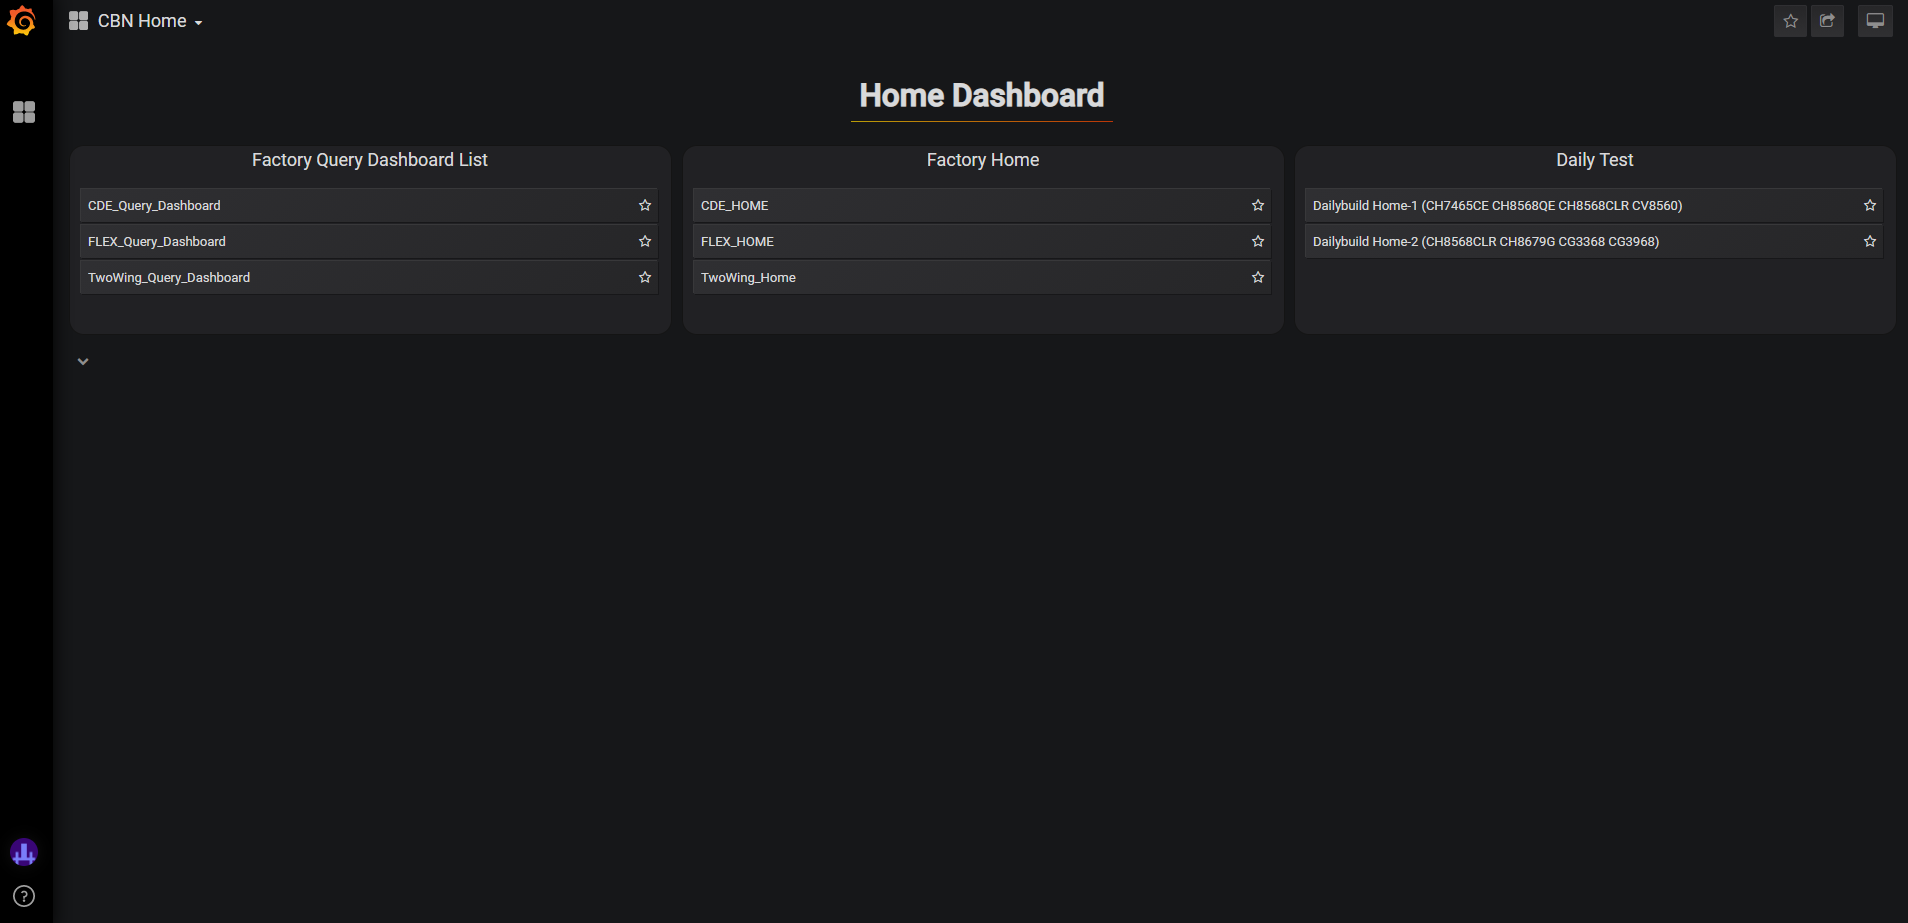 CBN Home
Home Dashboard
Factory Query Dashboard List
CDE_Query_Dashboard
FLEX_Query_Dashboard
TwoWing_Query_Dashboard
Factory Home
CDE_HOME
FLEX_HOME
TwoWing_Home
Daily Test
Dailybuild Home-1 (CH7465CE CH8568QE CH8568CLR CV8560)
Dailybuild Home-2 (CH8568CLR CH8679G CG3368 CG3968)
?